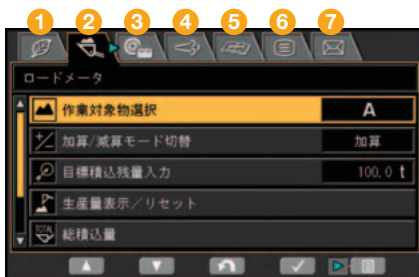 1 2 3 4 5 6 7
ロードメータ
作業対象物選択 A
加算/減算モード切替 加算
目標積込残量入力 100.0 t
生産量表示/リセット
TOTAL 総積込量